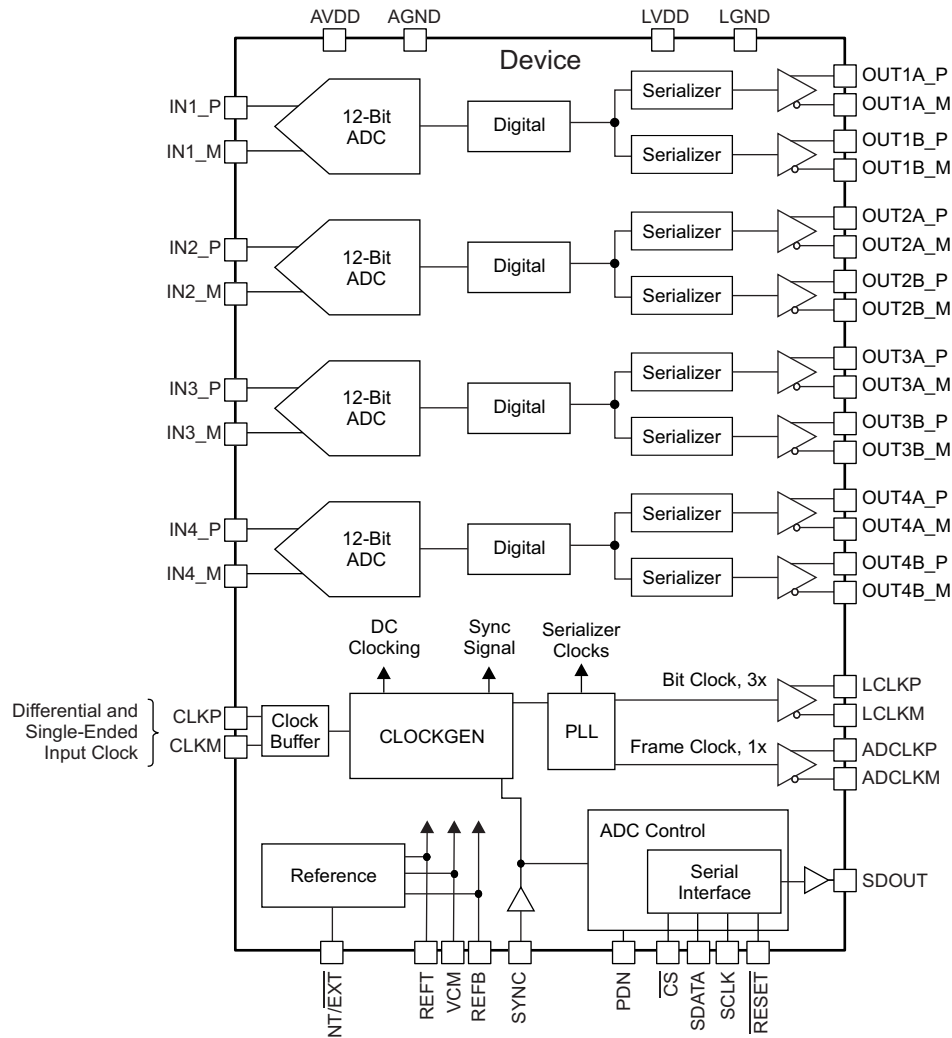 AVDD AGND LVDD LGND
Device
IN1_P
IN1_M
12-Bit
ADC
Digital
Serializer
Serializer
OUT1A_P
OUT1A_M
OUT1B_P
OUT1B_M
IN2_P
IN2_M
12-Bit
ADC
Digital
Serializer
Serializer
OUT2A_P
OUT2A_M
OUT2B_P
OUT2B_M
IN3_P
IN3_M
12-Bit
ADC
Digital
Serializer
Serializer
OUT3A_P
OUT3A_M
OUT3B_P
OUT3B_M
IN4_P
IN4_M
12-Bit
ADC
Digital
Serializer
Serializer
OUT4A_P
OUT4A_M
OUT4B_P
OUT4B_M
DC
Clocking
Sync
Signal
Serializer
Clocks
Differential and
Single-Ended
Input Clock
CLKP
CLKM
Clock
Buffer
CLOCKGEN
PLL
Bit Clock, 3x
Frame Clock, 1x
LCLKP
LCLKM
ADCLKP
ADCLKM
Reference
ADC Control
Serial
Interface
SDOUT
NT/EXT
REFT
VCM
REFB
SYNC
PDN
CS
SDATA
SCLK
RESET